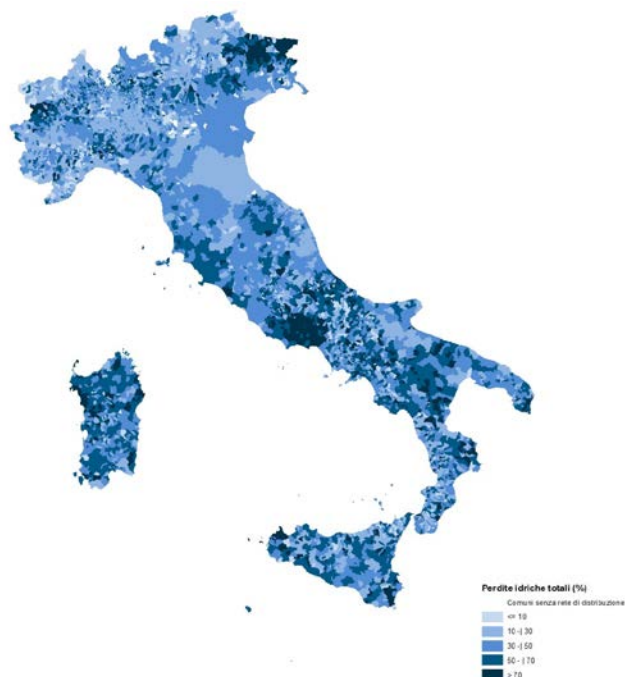 Perdite idriche totali (%)
Comuni senza rete di distribuzione
<= 10
10 -| 30
30 -| 50
50 -| 70
> 70